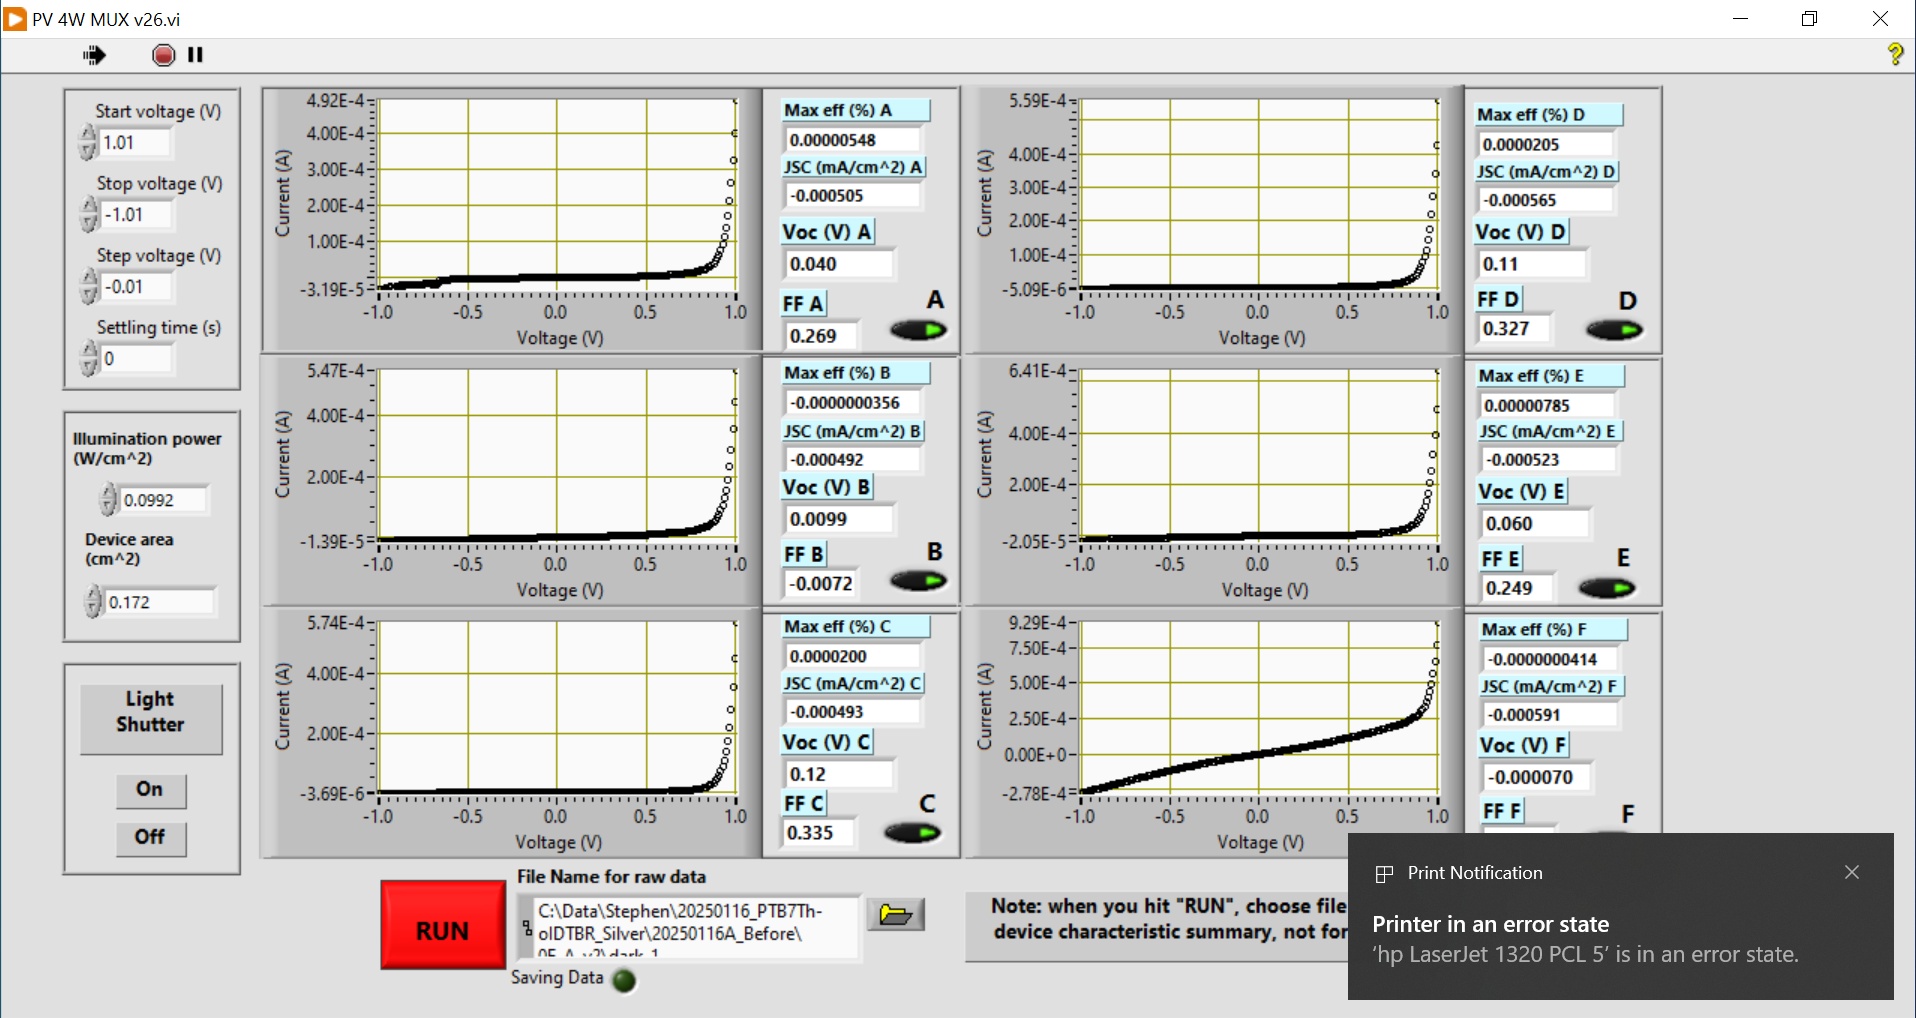 PV 4W MUX v26.vi
?
Start voltage (V)
1.01
Stop voltage (V)
-1.01
Step voltage (V)
-0.01
Settling time (s)
0
Illumination power
(W/cm^2)
0.0992
Device area
(cm^2)
0.172
Light
Shutter
On
Off
4.92E-4
4.00E-4
3.00E-4
2.00E-4
1.00E-4
-3.19E-5
Current (A)
-1.0 -0.5 0.0 0.5 1.0
Voltage (V)
Max eff (%) A
0.00000548
JSC (mA/cm^2) A
-0.000505
Voc (V) A
0.040
FF A
0.269
A
5.59E-4
4.00E-4
3.00E-4
2.00E-4
1.00E-4
-5.09E-6
Current (A)
-1.0 -0.5 0.0 0.5 1.0
Voltage (V)
Max eff (%) D
0.0000205
JSC (mA/cm^2) D
-0.000565
Voc (V) D
0.11
FF D
0.327
D
5.47E-4
4.00E-4
2.00E-4
-1.39E-5
Current (A)
-1.0 -0.5 0.0 0.5 1.0
Voltage (V)
Max eff (%) B
-0.0000000356
JSC (mA/cm^2) B
-0.000492
Voc (V) B
0.0099
FF B
-0.0072
B
6.41E-4
4.00E-4
2.00E-4
-2.05E-5
Current (A)
-1.0 -0.5 0.0 0.5 1.0
Voltage (V)
Max eff (%) E
0.00000785
JSC (mA/cm^2) E
-0.000523
Voc (V) E
0.060
FF E
0.249
E
5.74E-4
4.00E-4
2.00E-4
-3.69E-6
Current (A)
-1.0 -0.5 0.0 0.5 1.0
Voltage (V)
Max eff (%) C
0.0000200
JSC (mA/cm^2) C
-0.000493
Voc (V) C
0.12
FF C
0.335
C
9.29E-4
7.50E-4
5.00E-4
2.50E-4
0.00E+0
-2.78E-4
Current (A)
-1.0 -0.5 0.0 0.5 1.0
Voltage (V)
Max eff (%) F
-0.0000000414
JSC (mA/cm^2) F
-0.000591
Voc (V) F
-0.000070
FF F
F
RUN
File Name for raw data
C:\Data\Stephen\20250116_PTB7Th-
oIDTBR_Silver\20250116A_Before\
Saving Data
Note: when you hit "RUN", choose file
device characteristic summary, not for
Print Notification
Printer in an error state
‘hp LaserJet 1320 PCL 5’ is in an error state.